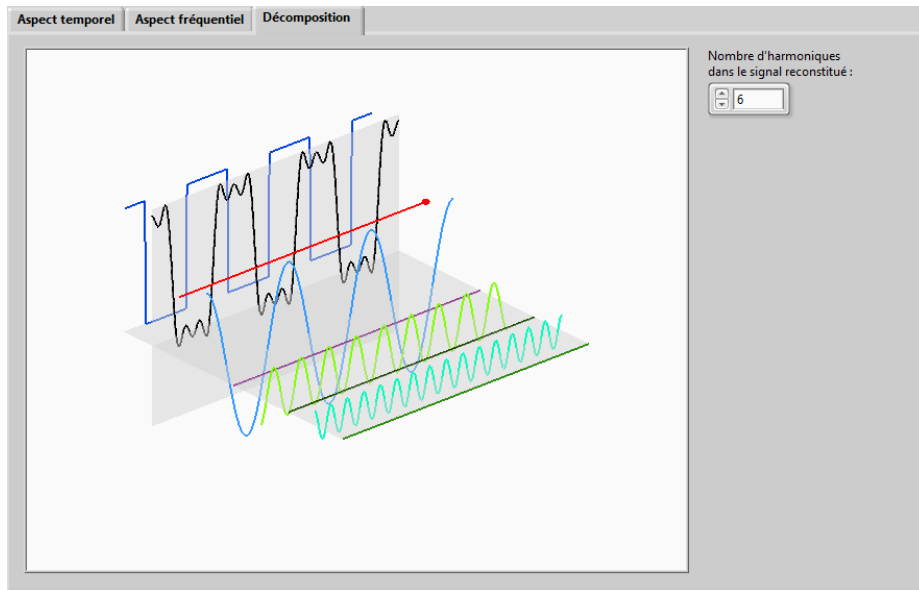 Aspect temporel Aspect fréquentiel Décomposition
Nombre d'harmoniques
dans le signal reconstitué :
6